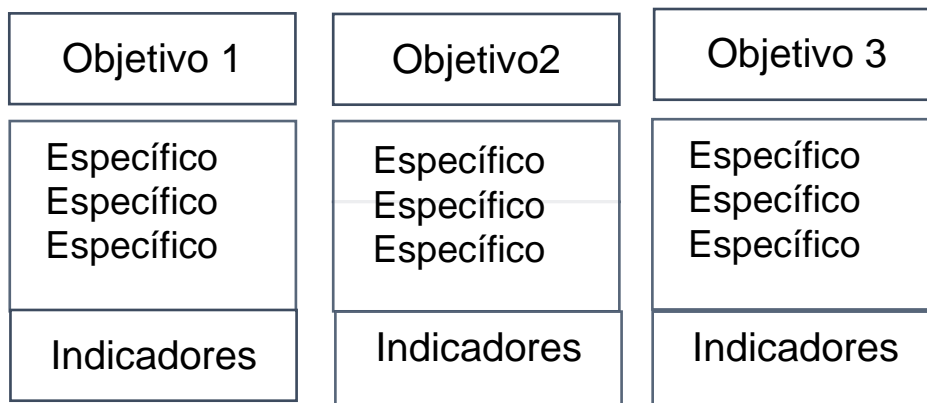 Objetivo 1
Específico
Específico
Específico
Indicadores
Objetivo2
Específico
Específico
Específico
Indicadores
Objetivo 3
Específico
Específico
Específico
Indicadores